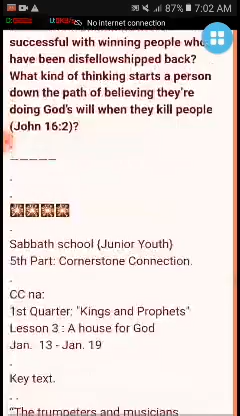 87% 7:02 AM
No internet connection
successful with winning people who
have been disfellowshipped back?
What kind of thinking starts a person
down the path of believing they're
doing God's will when they kill people
(John 16:2)?
.
—————
.
.
.
Sabbath school {Junior Youth}
5th Part: Cornerstone Connection.
.
CC na:
1st Quarter: "Kings and Prophets"
Lesson 3 : A house for God
Jan. 13 - Jan. 19
.
Key text.
. .
"The trumpeters and musicians